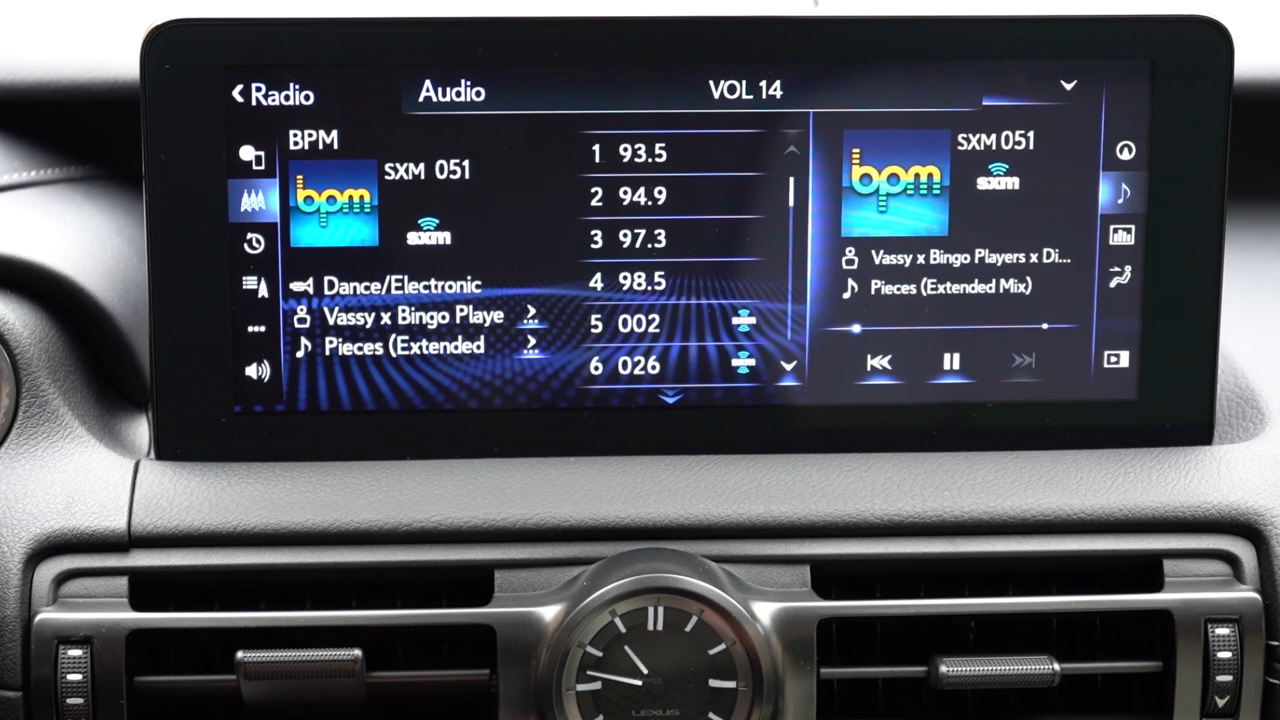 Radio
Audio
VOL 14
BPM
bpm
SXM 051
sxm
Dance/Electronic
Vassy x Bingo Playe
Pieces (Extended
1 93.5
2 94.9
3 97.3
4 98.5
5 002 sxm
6 026 sxm
bpm
SXM 051
sxm
Vassy x Bingo Players x Di...
Pieces (Extended Mix)
LEXUS